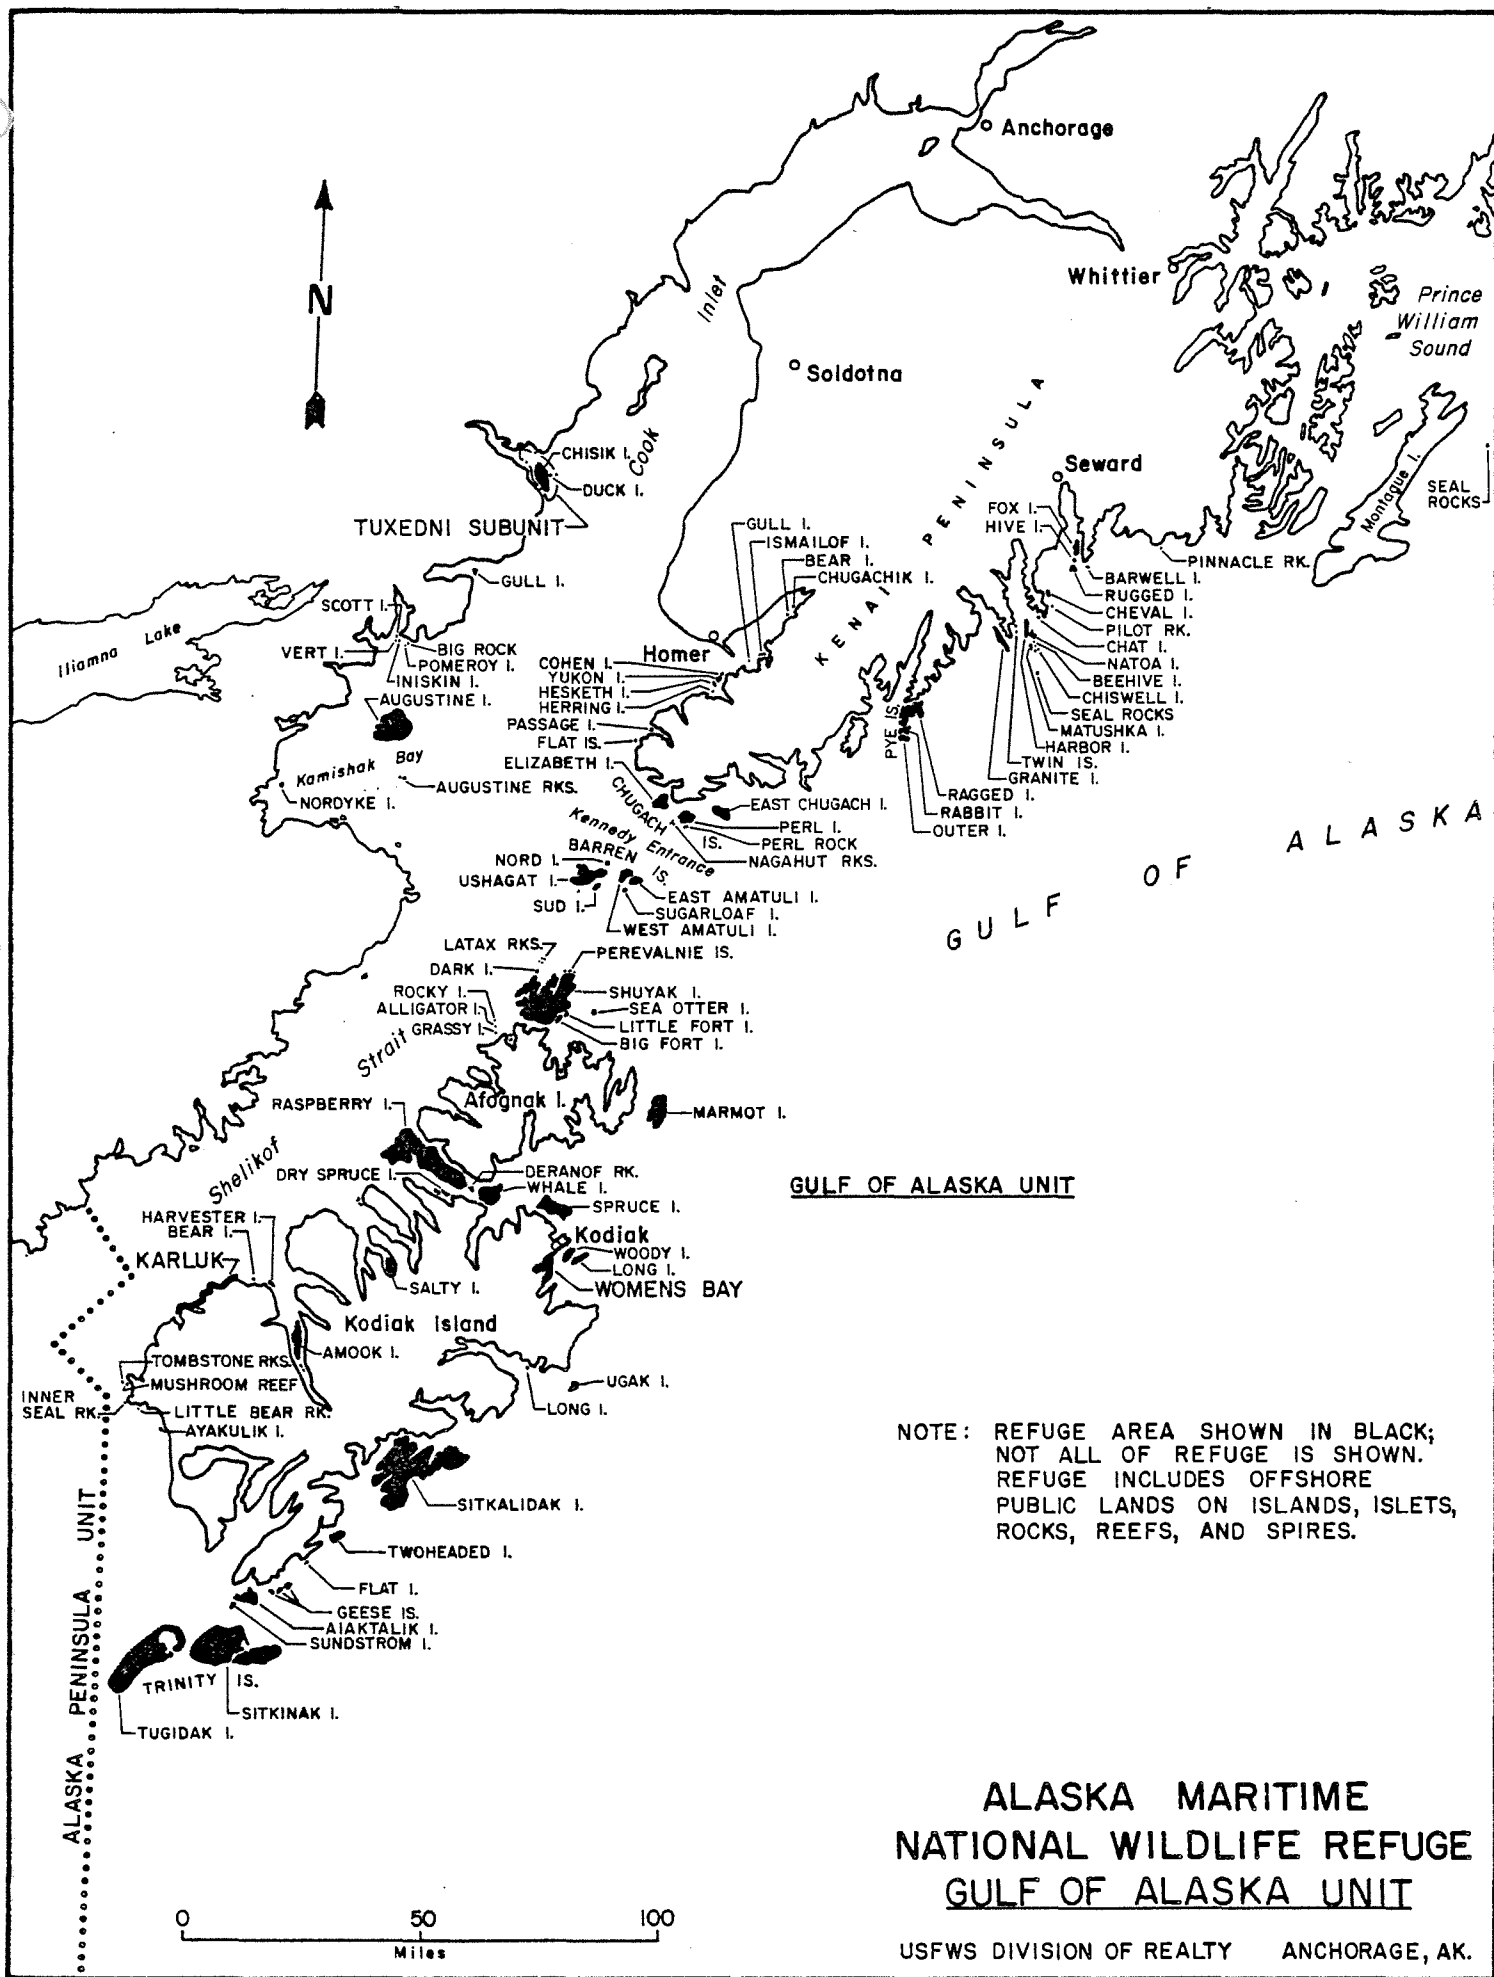 Anchorage
N
Whittier
Prince
William
Sound
Cook Inlet
Soldotna
KENAI PENINSULA
Seward
Montague I.
SEAL
ROCKS
CHISIK I.
DUCK I.
TUXEDNI SUBUNIT
GULL I.
GULL I.
ISMAILOF I.
BEAR I.
CHUGACHIK I.
FOX I.
HIVE I.
PINNACLE RK.
BARWELL I.
RUGGED I.
CHEVAL I.
PILOT RK.
CHAT I.
NATOA I.
BEEHIVE I.
CHISWELL I.
SEAL ROCKS
MATUSHKA I.
HARBOR I.
TWIN IS.
GRANITE I.
PYE IS.
RAGGED I.
RABBIT I.
OUTER I.
Iliamna Lake
SCOTT I.
VERT I.
BIG ROCK
POMEROY I.
INISKIN I.
AUGUSTINE I.
Kamishak Bay
AUGUSTINE RKS.
NORDYKE I.
Homer
COHEN I.
YUKON I.
HESKETH I.
HERRING I.
PASSAGE I.
FLAT IS.
ELIZABETH I.
CHUGACH IS.
EAST CHUGACH I.
PERL I.
PERL ROCK
NAGAHUT RKS.
Kennedy Entrance
BARREN IS.
NORD I.
USHAGAT I.
SUD I.
EAST AMATULI I.
SUGARLOAF I.
WEST AMATULI I.
GULF OF ALASKA
LATAX RKS.
PEREVALNIE IS.
DARK I.
ROCKY I.
SHUYAK I.
ALLIGATOR I.
SEA OTTER I.
GRASSY I.
LITTLE FORT I.
BIG FORT I.
Shelikof Strait
Afognak I.
RASPBERRY I.
MARMOT I.
DRY SPRUCE I.
DERANOF RK.
WHALE I.
SPRUCE I.
GULF OF ALASKA UNIT
HARVESTER I.
BEAR I.
KARLUK
Kodiak
WOODY I.
LONG I.
WOMENS BAY
SALTY I.
Kodiak Island
AMOOK I.
TOMBSTONE RKS.
MUSHROOM REEF
INNER
SEAL RK.
LITTLE BEAR RK.
AYAKULIK I.
UGAK I.
LONG I.
SITKALIDAK I.
TWOHEADED I.
FLAT I.
GEESE IS.
AIAKTALIK I.
SUNDSTROM I.
TRINITY IS.
SITKINAK I.
TUGIDAK I.
ALASKA PENINSULA UNIT
NOTE: REFUGE AREA SHOWN IN BLACK;
NOT ALL OF REFUGE IS SHOWN.
REFUGE INCLUDES OFFSHORE
PUBLIC LANDS ON ISLANDS, ISLETS,
ROCKS, REEFS, AND SPIRES.
ALASKA MARITIME
NATIONAL WILDLIFE REFUGE
GULF OF ALASKA UNIT
0 50 100
Miles
USFWS DIVISION OF REALTY ANCHORAGE, AK.